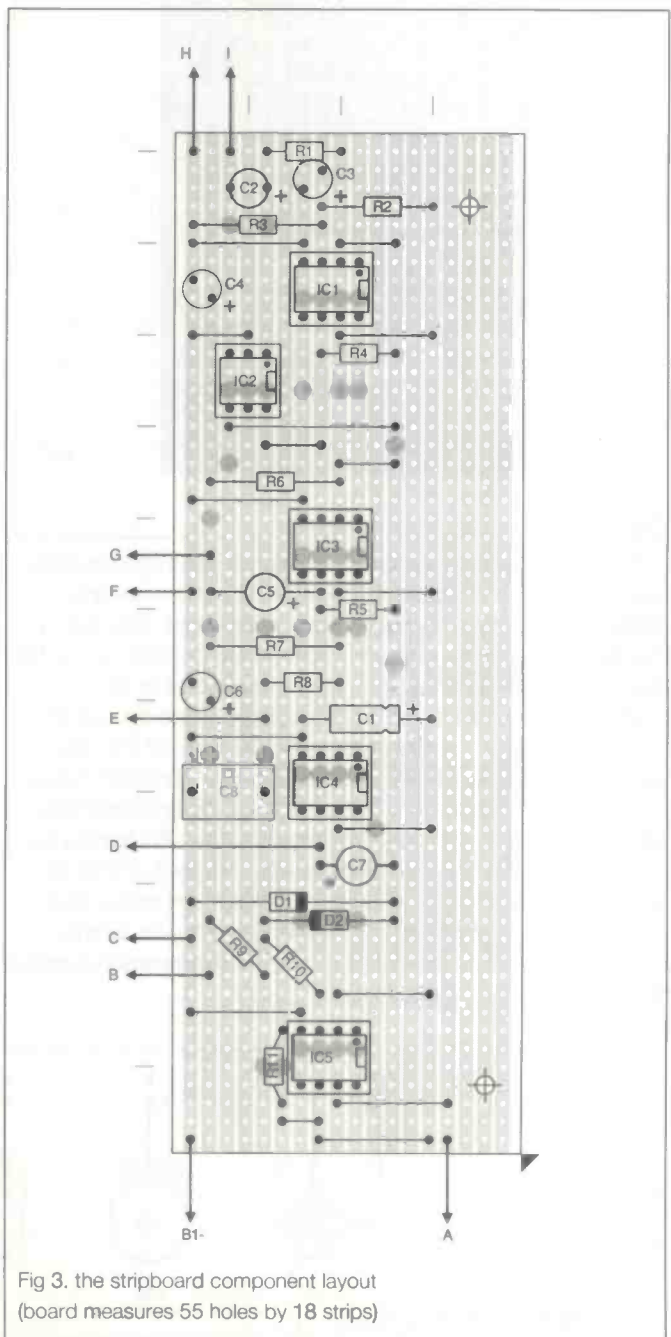 H I
R1
C3
C2
+
+
R2
R3
C4
+
IC1
R4
IC2
R6
IC3
G
F
C5
+
R5
R7
R8
C6
+
E
C1
+
C8
IC4
D
C7
D1
D2
C
R9
R10
B
IC5
R11
B1- A
Fig 3. the stripboard component layout
(board measures 55 holes by 18 strips)